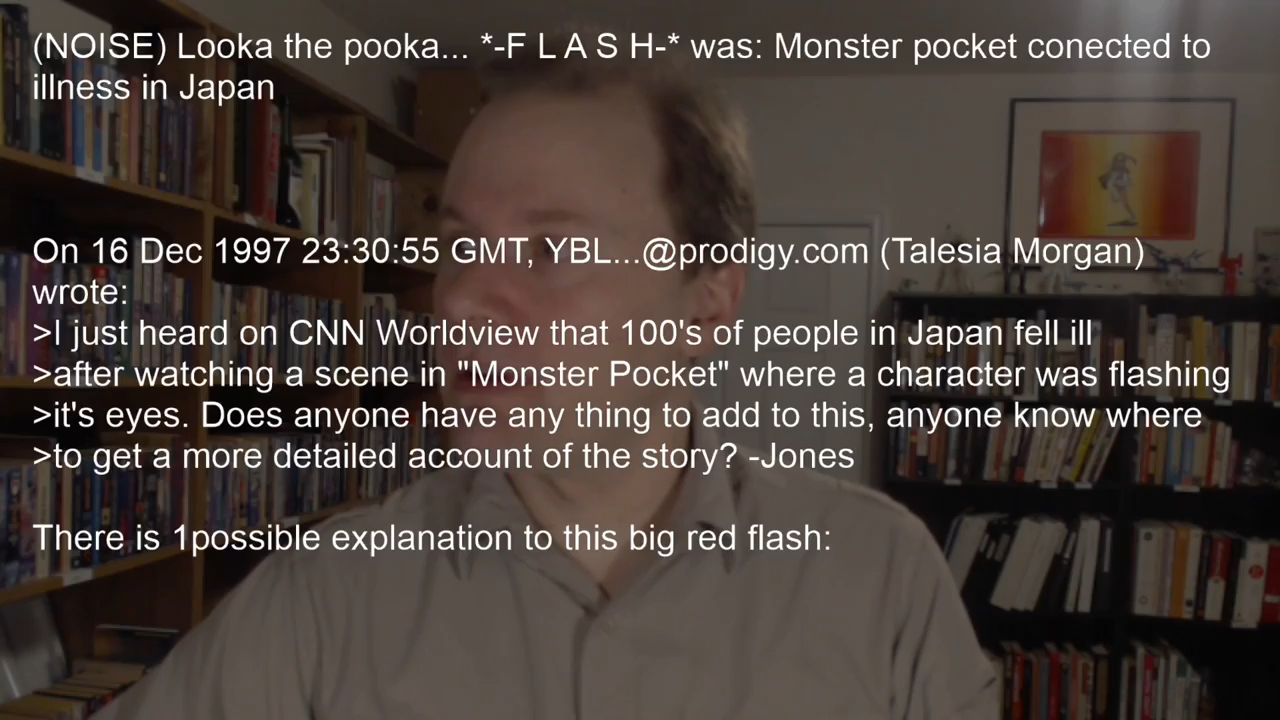 (NOISE) Looka the pooka... *-F L A S H-* was: Monster pocket conected to
illness in Japan
On 16 Dec 1997 23:30:55 GMT, YBL...@prodigy.com (Talesia Morgan)
wrote:
>I just heard on CNN Worldview that 100's of people in Japan fell ill
>after watching a scene in "Monster Pocket" where a character was flashing
>it's eyes. Does anyone have any thing to add to this, anyone know where
>to get a more detailed account of the story? -Jones
There is 1possible explanation to this big red flash: